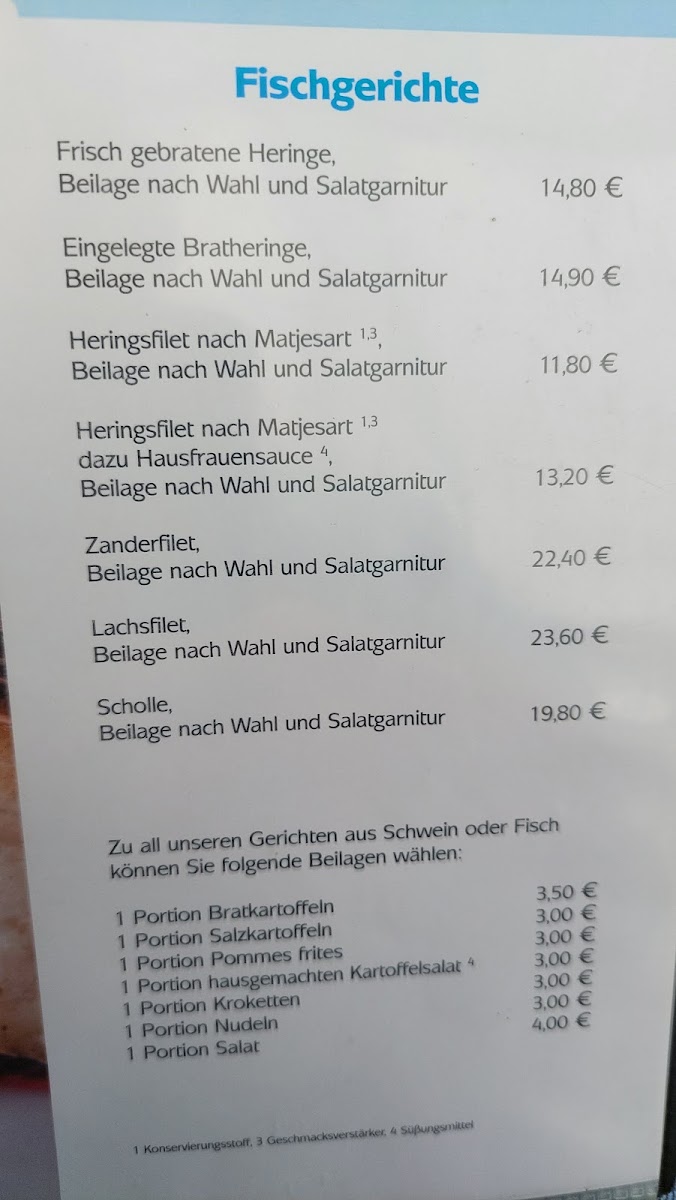 Fischgerichte
Frisch gebratene Heringe,
Beilage nach Wahl und Salatgarnitur 14,80 €
Eingelegte Bratheringe,
Beilage nach Wahl und Salatgarnitur 14,90 €
Heringsfilet nach Matjesart 1,3,
Beilage nach Wahl und Salatgarnitur 11,80 €
Heringsfilet nach Matjesart 1,3
dazu Hausfrauensauce 4,
Beilage nach Wahl und Salatgarnitur 13,20 €
Zanderfilet,
Beilage nach Wahl und Salatgarnitur 22,40 €
Lachsfilet,
Beilage nach Wahl und Salatgarnitur 23,60 €
Scholle,
Beilage nach Wahl und Salatgarnitur 19,80 €
Zu all unseren Gerichten aus Schwein oder Fisch
können Sie folgende Beilagen wählen:
1 Portion Bratkartoffeln 3,50 €
1 Portion Salzkartoffeln 3,00 €
1 Portion Pommes frites 3,00 €
1 Portion hausgemachten Kartoffelsalat 4 3,00 €
1 Portion Kroketten 3,00 €
1 Portion Nudeln 3,00 €
1 Portion Salat 4,00 €
1 Konservierungsstoff, 3 Geschmacksverstärker, 4 Süßungsmittel